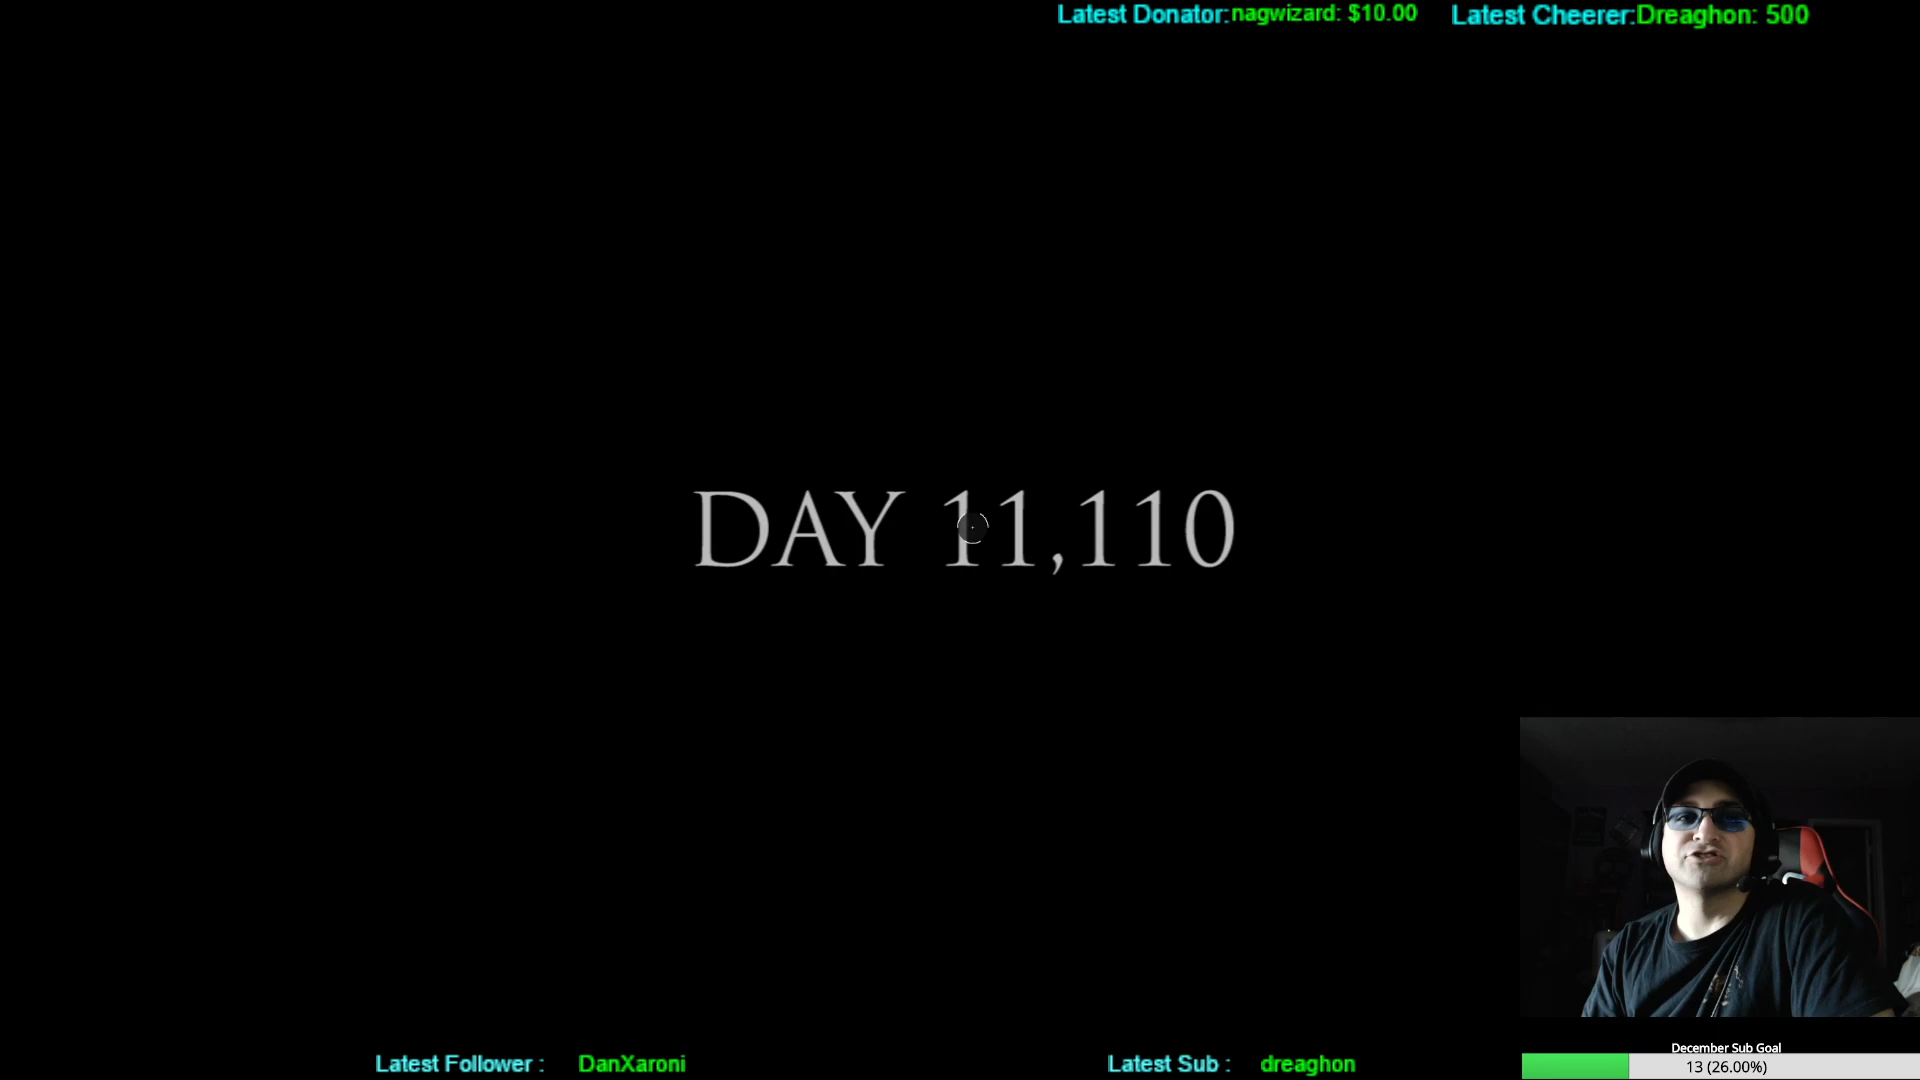 Latest Donator:nagwizard: $10.00 Latest Cheerer:Dreaghon: 500
DAY 11,110
Latest Follower : DanXaroni Latest Sub : dreaghon
December Sub Goal
13 (26.00%)